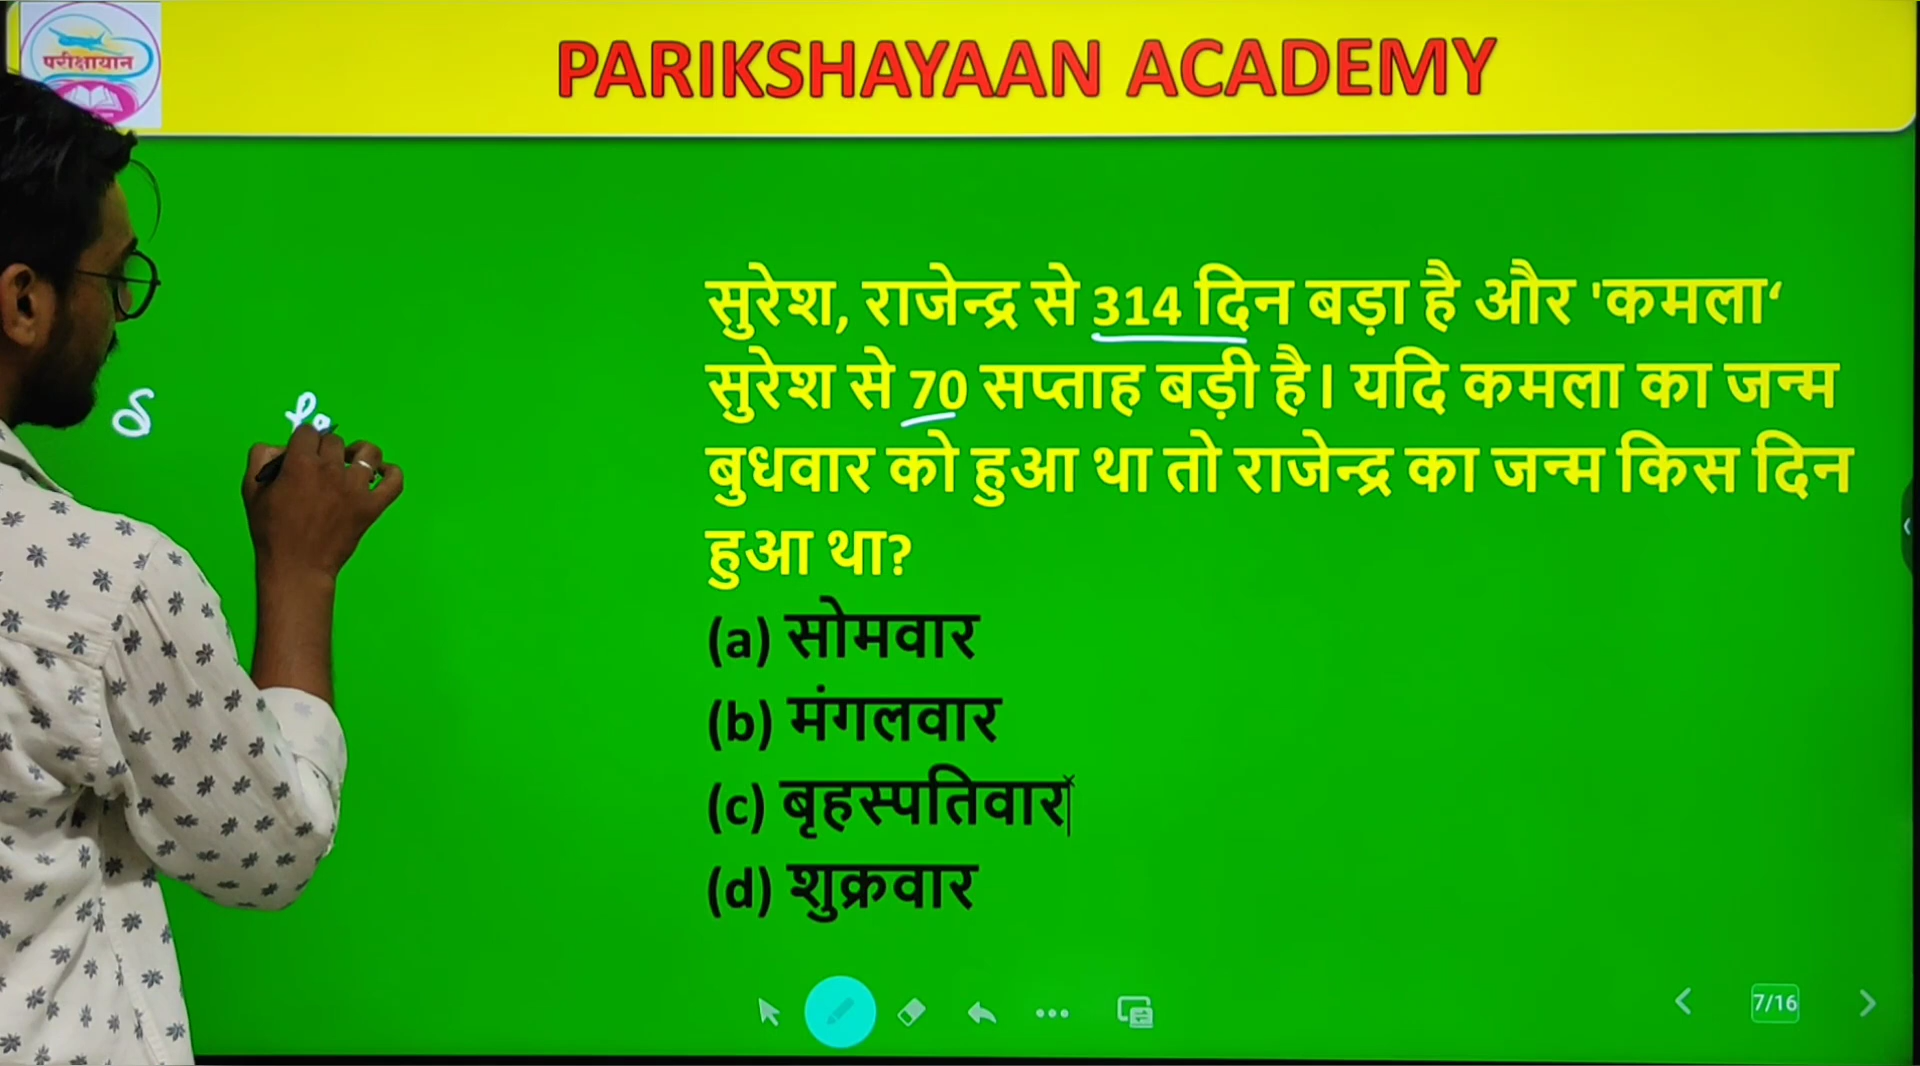 परीक्षायान
PARIKSHAYAAN ACADEMY
सुरेश, राजेन्द्र से 314 दिन बड़ा है और 'कमला‘
सुरेश से 70 सप्ताह बड़ी है। यदि कमला का जन्म
बुधवार को हुआ था तो राजेन्द्र का जन्म किस दिन
हुआ था?
(a) सोमवार
(b) मंगलवार
(c) बृहस्पतिवार
(d) शुक्रवार
7/16